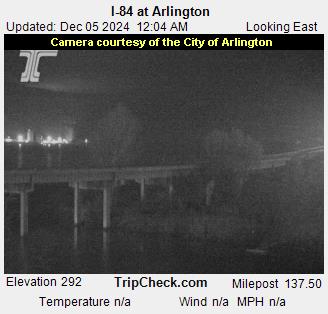 I-84 at Arlington
Updated: Dec 05 2024 12:04 AM Looking East
Camera courtesy of the City of Arlington
Elevation 292 TripCheck.com Milepost 137.50
Temperature n/a Wind n/a MPH n/a